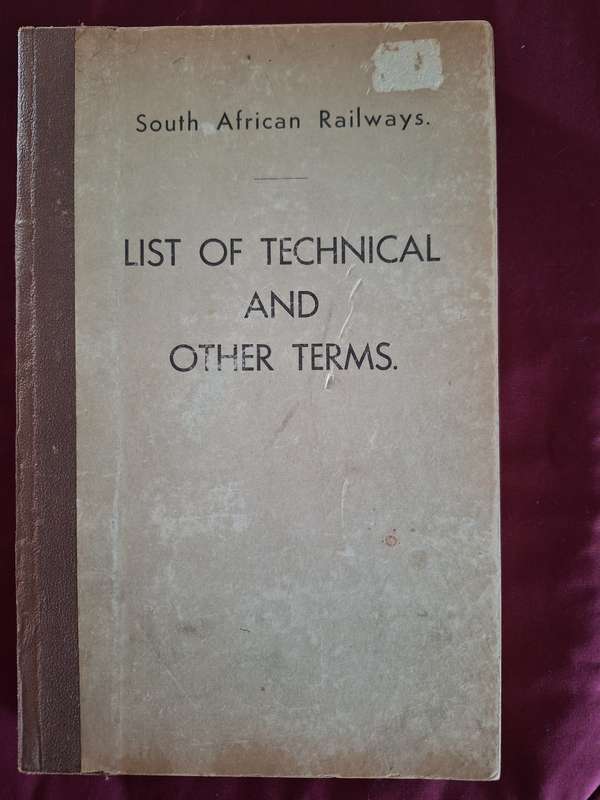 South African Railways.
LIST OF TECHNICAL
AND
OTHER TERMS.